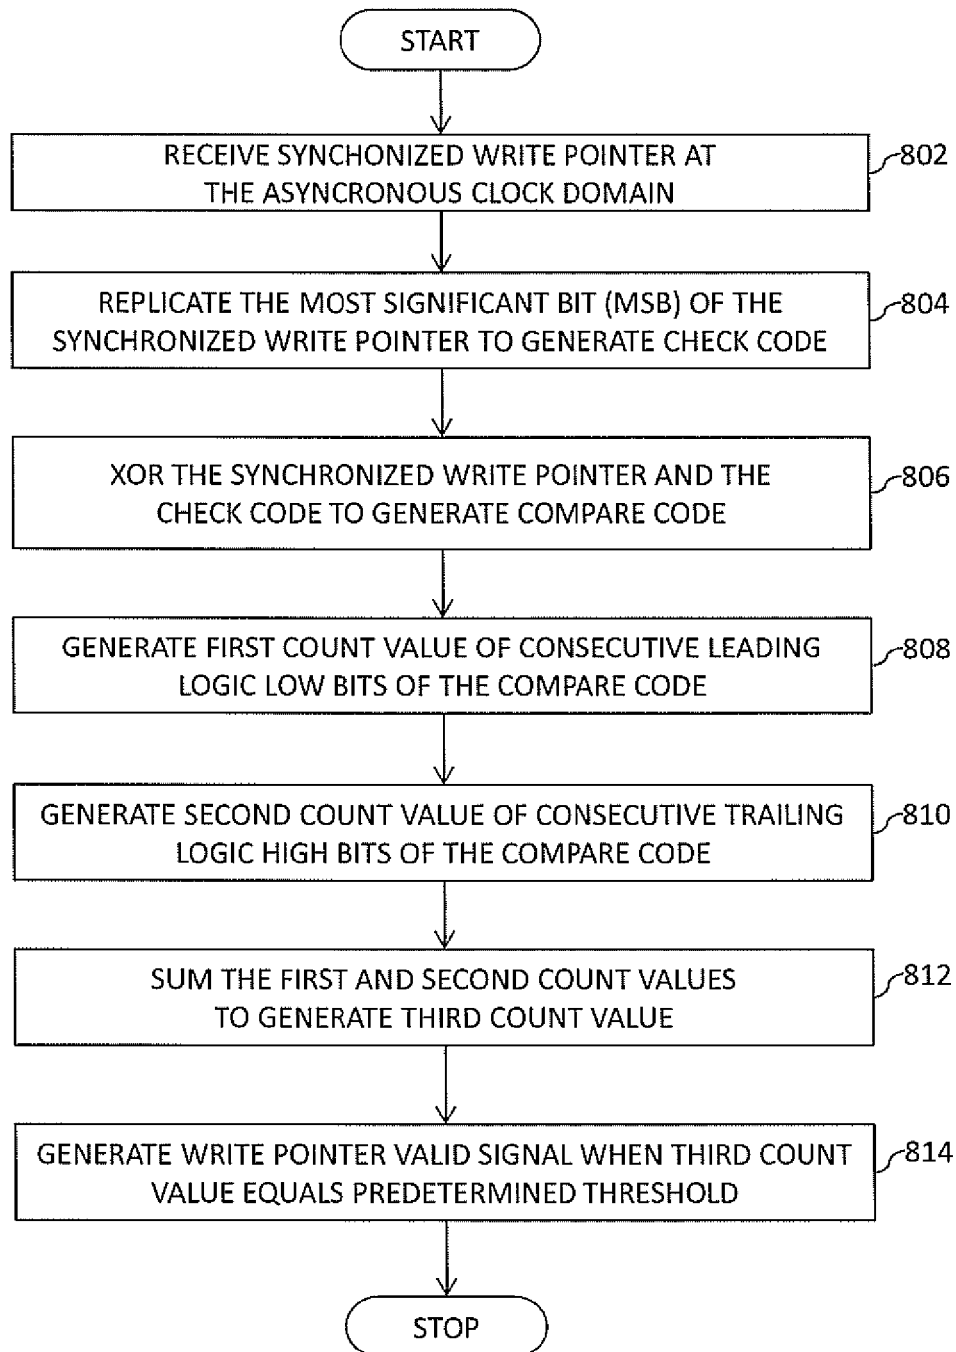 START
RECEIVE SYNCHONIZED WRITE POINTER AT
THE ASYNCRONOUS CLOCK DOMAIN
802
REPLICATE THE MOST SIGNIFICANT BIT (MSB) OF THE
SYNCHRONIZED WRITE POINTER TO GENERATE CHECK CODE
804
XOR THE SYNCHRONIZED WRITE POINTER AND THE
CHECK CODE TO GENERATE COMPARE CODE
806
GENERATE FIRST COUNT VALUE OF CONSECUTIVE LEADING
LOGIC LOW BITS OF THE COMPARE CODE
808
GENERATE SECOND COUNT VALUE OF CONSECUTIVE TRAILING
LOGIC HIGH BITS OF THE COMPARE CODE
810
SUM THE FIRST AND SECOND COUNT VALUES
TO GENERATE THIRD COUNT VALUE
812
GENERATE WRITE POINTER VALID SIGNAL WHEN THIRD COUNT
VALUE EQUALS PREDETERMINED THRESHOLD
814
STOP